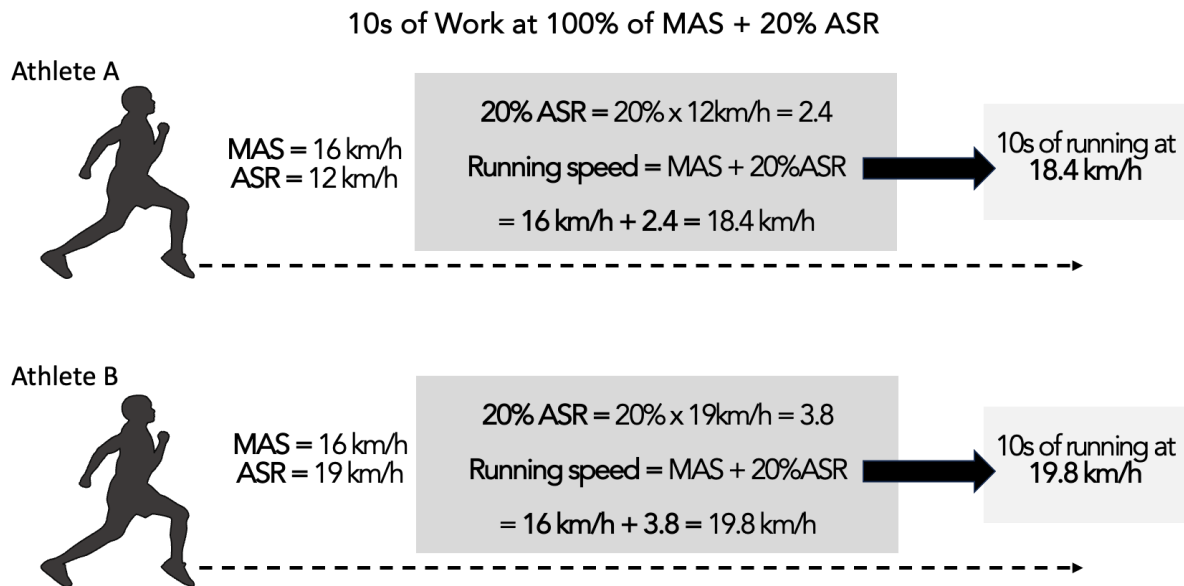 10s of Work at 100% of MAS + 20% ASR
Athlete A
MAS = 16 km/h
ASR = 12 km/h
20% ASR = 20% x 12km/h = 2.4
Running speed = MAS + 20%ASR
= 16 km/h + 2.4 = 18.4 km/h
10s of running at
18.4 km/h
Athlete B
MAS = 16 km/h
ASR = 19 km/h
20% ASR = 20% x 19km/h = 3.8
Running speed = MAS + 20%ASR
= 16 km/h + 3.8 = 19.8 km/h
10s of running at
19.8 km/h